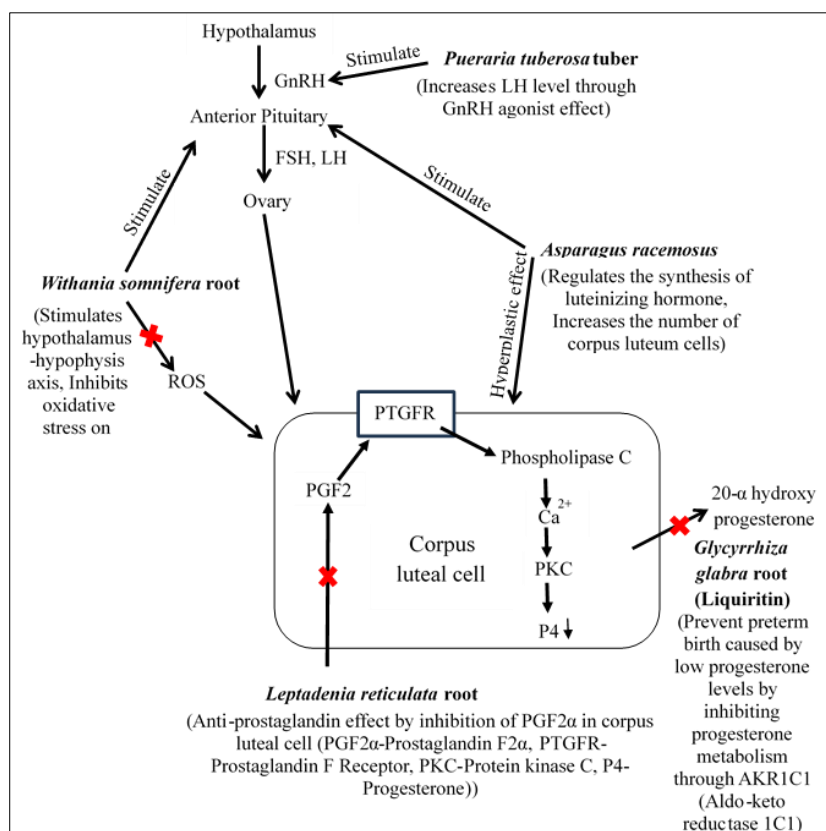 Hypothalamus
Stimulate
Pueraria tuberosa tuber
GnRH
(Increases LH level through
GnRH agonist effect)
Anterior Pituitary
FSH, LH
Stimulate
Stimulate
Ovary
Withania somnifera root
(Stimulates
hypothalamus
-hypophysis
axis, Inhibits
oxidative
stress on
ROS
Asparagus racemosus
(Regulates the synthesis of
luteinizing hormone,
Increases the number of
corpus luteum cells)
Hyperplastic effect
PTGFR
Phospholipase C
PGF2
Ca2+
Corpus
luteal cell
PKC
P4
20-α hydroxy
progesterone
Glycyrrhiza
glabra root
(Liquiritin)
(Prevent preterm
birth caused by
low progesterone
levels by
inhibiting
progesterone
metabolism
through AKR1C1
(Aldo-keto
reductase 1C1)
Leptadenia reticulata root
(Anti-prostaglandin effect by inhibition of PGF2α in corpus
luteal cell (PGF2α-Prostaglandin F2α, PTGFR-
Prostaglandin F Receptor, PKC-Protein kinase C, P4-
Progesterone))